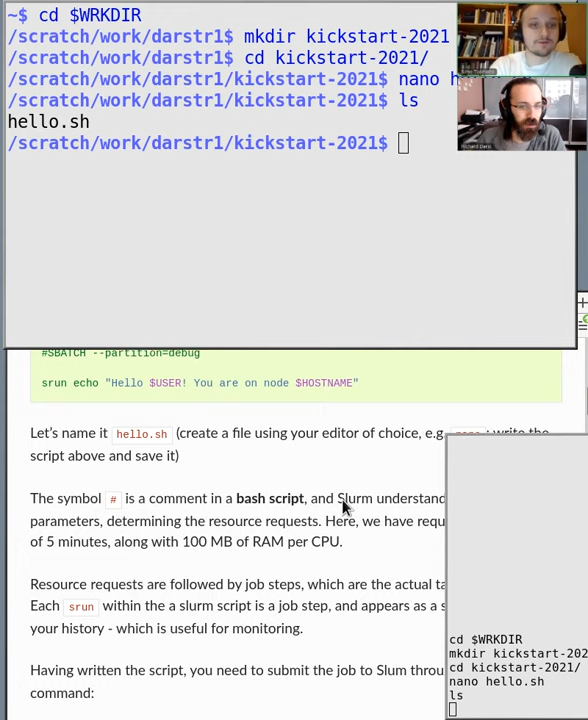 ~$ cd $WRKDIR
/scratch/work/darstr1$ mkdir kickstart-2021
/scratch/work/darstr1$ cd kickstart-2021/
/scratch/work/darstr1/kickstart-2021$ nano h
/scratch/work/darstr1/kickstart-2021$ ls
hello.sh
/scratch/work/darstr1/kickstart-2021$
#SBATCH --partition=debug
srun echo "Hello $USER! You are on node $HOSTNAME"
Let's name it hello.sh (create a file using your editor of choice, e.g. nano; write the
script above and save it)
The symbol # is a comment in a bash script, and Slurm understand
parameters, determining the resource requests. Here, we have requ
of 5 minutes, along with 100 MB of RAM per CPU.
Resource requests are followed by job steps, which are the actual ta
Each srun within the a slurm script is a job step, and appears as a s
your history - which is useful for monitoring.
Having written the script, you need to submit the job to Slum throu
command:
cd $WRKDIR
mkdir kickstart-202
cd kickstart-2021/
nano hello.sh
ls